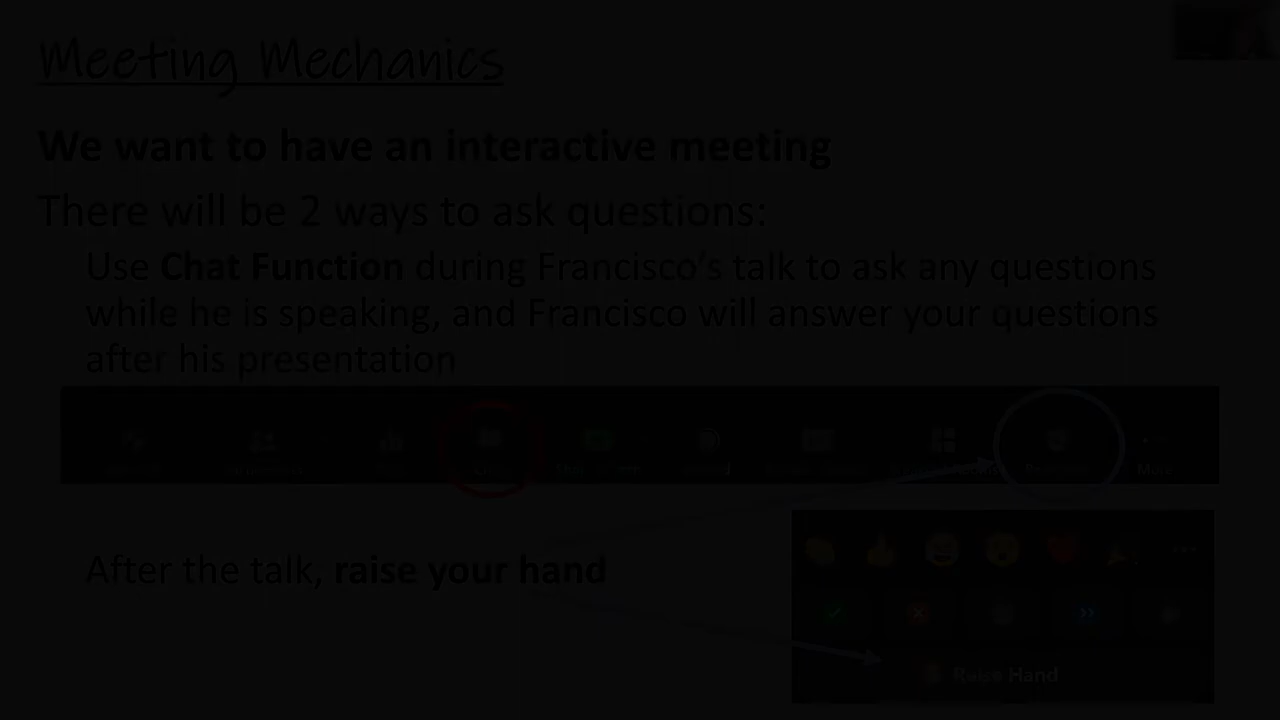 Meeting Mechanics
We want to have an interactive meeting
There will be 2 ways to ask questions:
Use Chat Function during Francisco's talk to ask any questions
while he is speaking, and Francisco will answer your questions
after his presentation
More
After the talk, raise your hand
Raise Hand